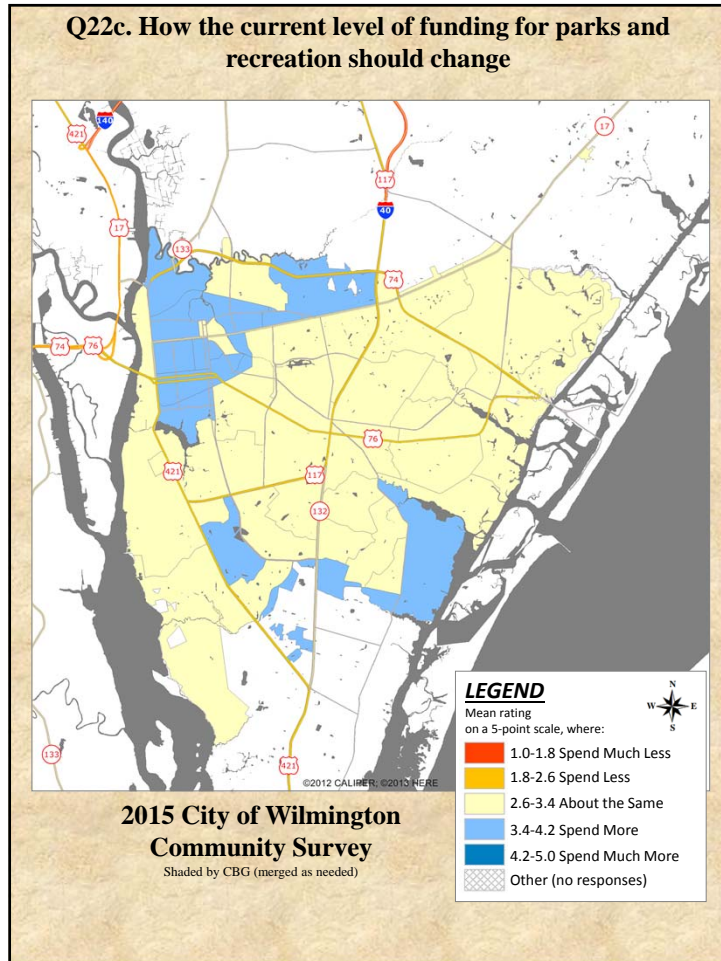 Q22c. How the current level of funding for parks and
recreation should change
140
421
17
117
40
17
133
74
74
76
76
421
117
132
133
421
©2012 CALIPER; ©2013 HERE
LEGEND
Mean rating
on a 5-point scale, where:
N
W E
S
1.0-1.8 Spend Much Less
1.8-2.6 Spend Less
2.6-3.4 About the Same
3.4-4.2 Spend More
4.2-5.0 Spend Much More
Other (no responses)
2015 City of Wilmington
Community Survey
Shaded by CBG (merged as needed)